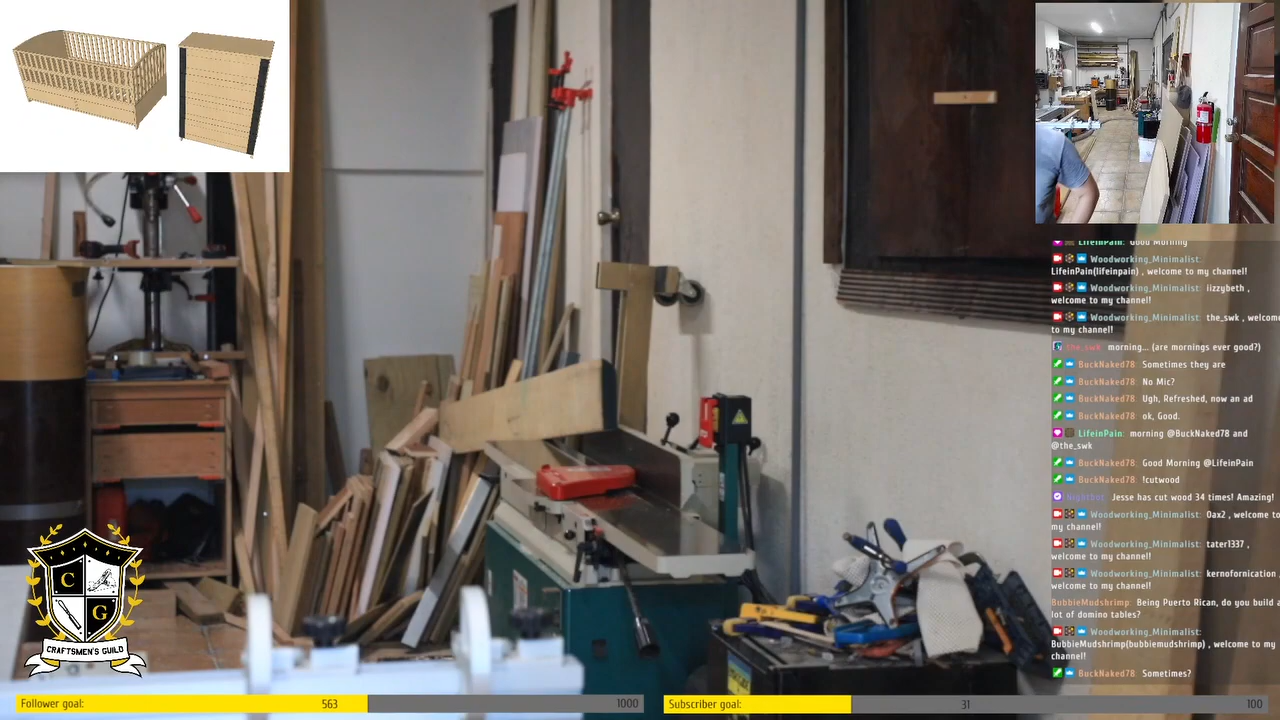 LifeinPain: Good Morning
Woodworking_Minimalist:
LifeinPain(lifeinpain) , welcome to my channel!
Woodworking_Minimalist: iizzybeth ,
welcome to my channel!
Woodworking_Minimalist: the_swk , welcome
to my channel!
the_swk morning... (are mornings ever good?)
BuckNaked78: Sometimes they are
BuckNaked78: No Mic?
BuckNaked78: Ugh, Refreshed, now an ad
BuckNaked78: ok, Good.
LifeinPain: morning @BuckNaked78 and
@the_swk
BuckNaked78: Good Morning @LifeinPain
BuckNaked78: !cutwood
Nightbot: Jesse has cut wood 34 times! Amazing!
Woodworking_Minimalist: Oax2 , welcome to
my channel!
Woodworking_Minimalist: tater1337 ,
welcome to my channel!
Woodworking_Minimalist: kernofornication ,
welcome to my channel!
BubbieMudshrimp: Being Puerto Rican, do you build a
lot of domino tables?
Woodworking_Minimalist:
BubbieMudshrimp(bubbiemudshrimp) , welcome to my
channel!
BuckNaked78: Sometimes?
C
G
CRAFTSMEN'S GUILD
Follower goal: 563 1000
Subscriber goal: 31 100